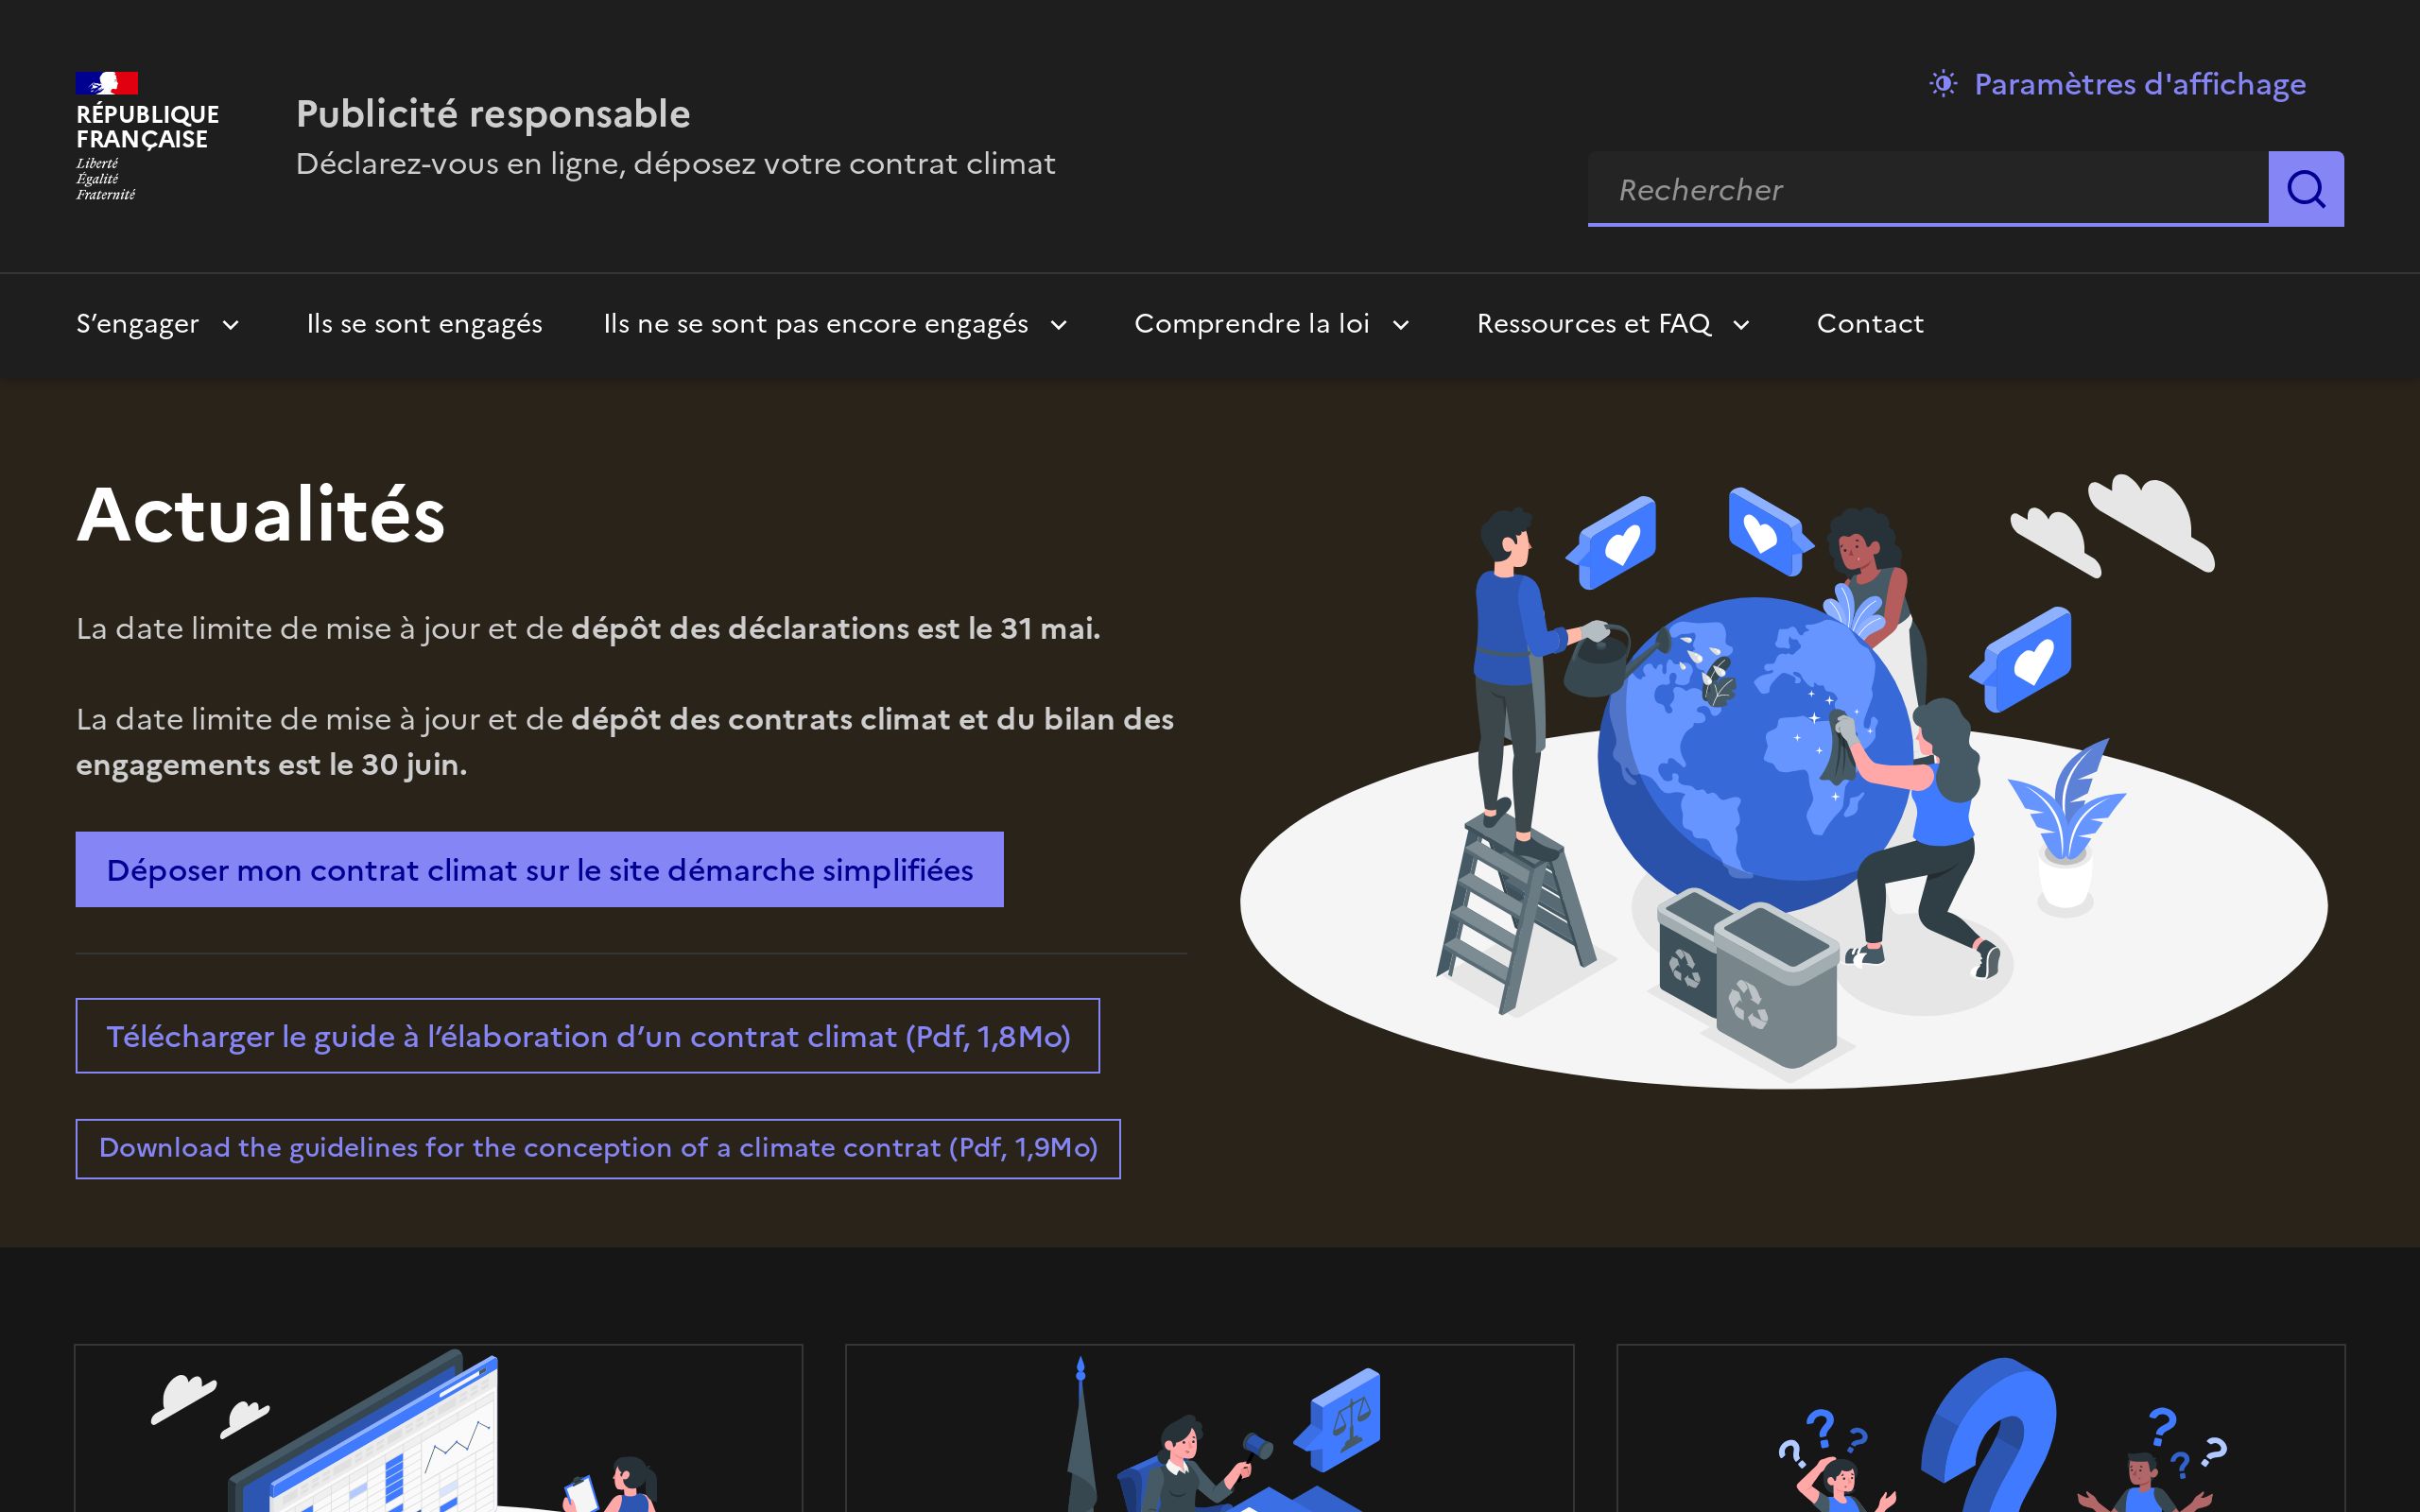 RÉPUBLIQUE
FRANÇAISE
Liberté
Égalité
Fraternité
Publicité responsable
Déclarez-vous en ligne, déposez votre contrat climat
Paramètres d'affichage
Rechercher
S’engager
Ils se sont engagés
Ils ne se sont pas encore engagés
Comprendre la loi
Ressources et FAQ
Contact
Actualités
La date limite de mise à jour et de dépôt des déclarations est le 31 mai.
La date limite de mise à jour et de dépôt des contrats climat et du bilan des
engagements est le 30 juin.
Déposer mon contrat climat sur le site démarche simplifiées
Télécharger le guide à l’élaboration d’un contrat climat (Pdf, 1,8Mo)
Download the guidelines for the conception of a climate contrat (Pdf, 1,9Mo)